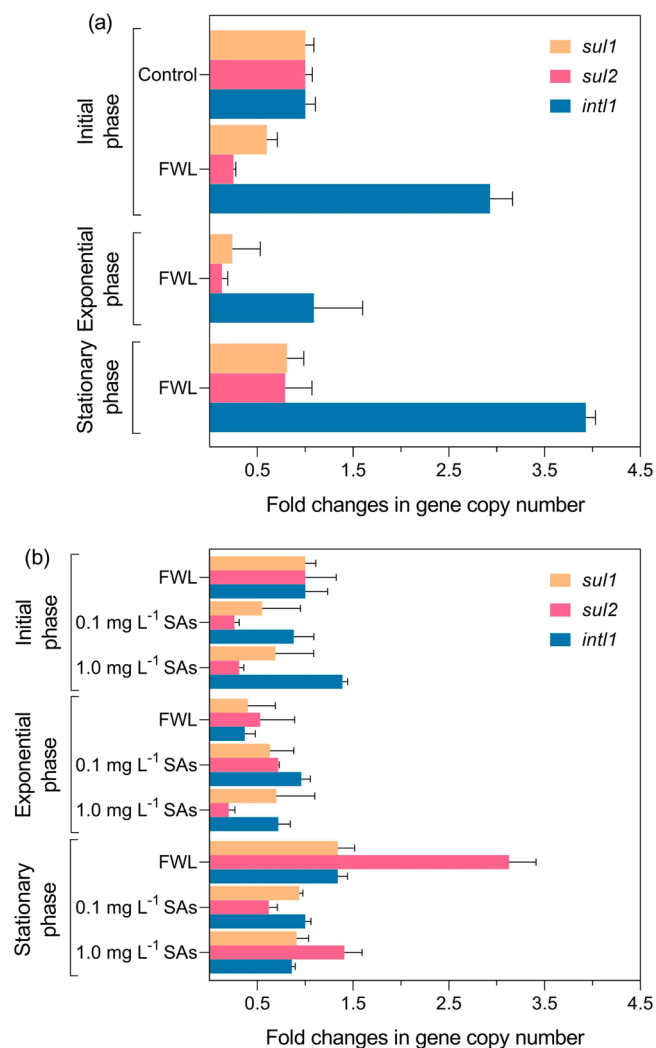 (a)
sul1
sul2
intI1
Control
FWL
Initial
phase
FWL
Exponential
phase
FWL
Stationary
phase
0.5 1.5 2.5 3.5 4.5
Fold changes in gene copy number
(b)
sul1
sul2
intI1
FWL
0.1 mg L⁻¹ SAs
1.0 mg L⁻¹ SAs
Initial
phase
FWL
0.1 mg L⁻¹ SAs
1.0 mg L⁻¹ SAs
Exponential
phase
FWL
0.1 mg L⁻¹ SAs
1.0 mg L⁻¹ SAs
Stationary
phase
0.5 1.5 2.5 3.5 4.5
Fold changes in gene copy number